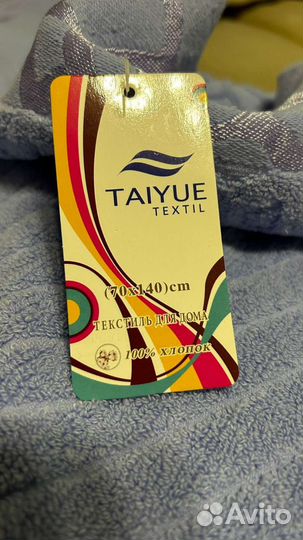 TAIYUE
TEXTIL
(70x140)cm
ТЕКСТИЛЬ ДЛЯ ДОМА
100% ХЛОПОК
Avito